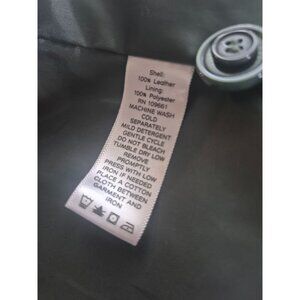 Shell:
100% Leather
Lining:
100% Polyester
RN 109661
MACHINE WASH
COLD
SEPARATELY
MILD DETERGENT
GENTLE CYCLE
DO NOT BLEACH
TUMBLE DRY LOW
REMOVE
PROMPTLY
PRESS WITH LOW
IRON IF NEEDED
PLACE A COTTON
CLOTH BETWEEN
GARMENT AND
IRON